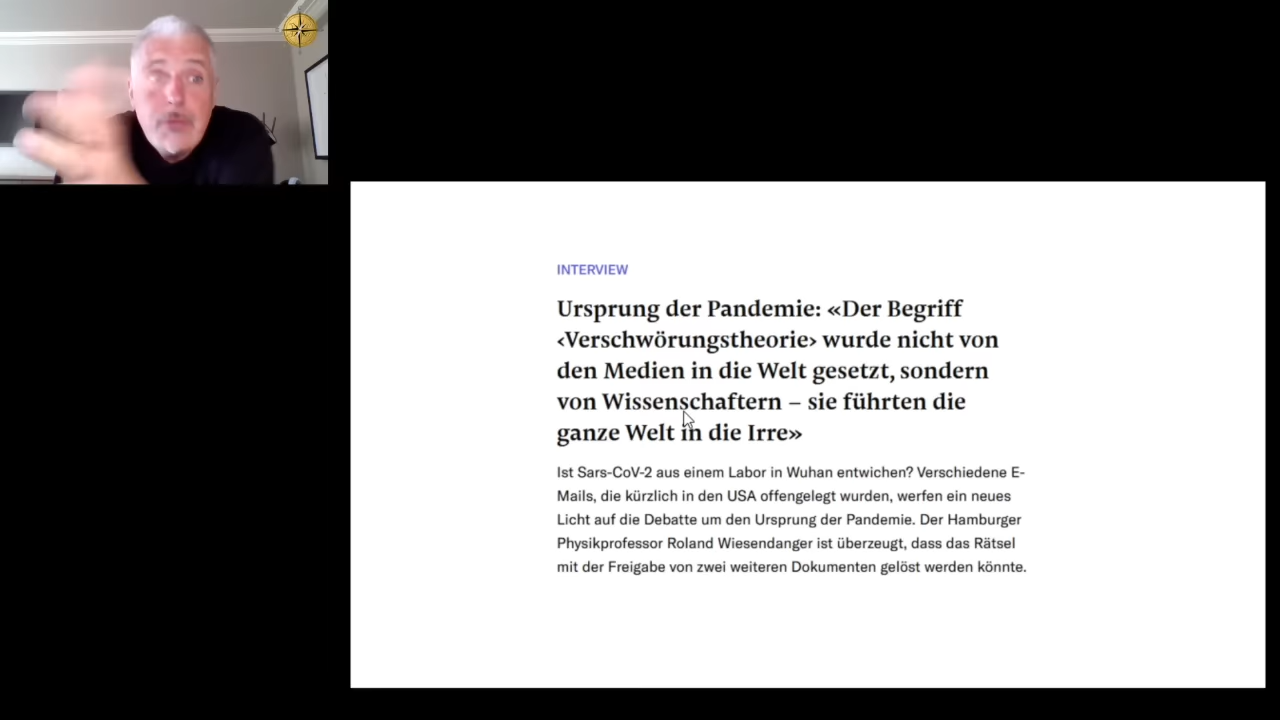 INTERVIEW
Ursprung der Pandemie: «Der Begriff
‹Verschwörungstheorie› wurde nicht von
den Medien in die Welt gesetzt, sondern
von Wissenschaftern – sie führten die
ganze Welt in die Irre»
Ist Sars-CoV-2 aus einem Labor in Wuhan entwichen? Verschiedene E-
Mails, die kürzlich in den USA offengelegt wurden, werfen ein neues
Licht auf die Debatte um den Ursprung der Pandemie. Der Hamburger
Physikprofessor Roland Wiesendanger ist überzeugt, dass das Rätsel
mit der Freigabe von zwei weiteren Dokumenten gelöst werden könnte.